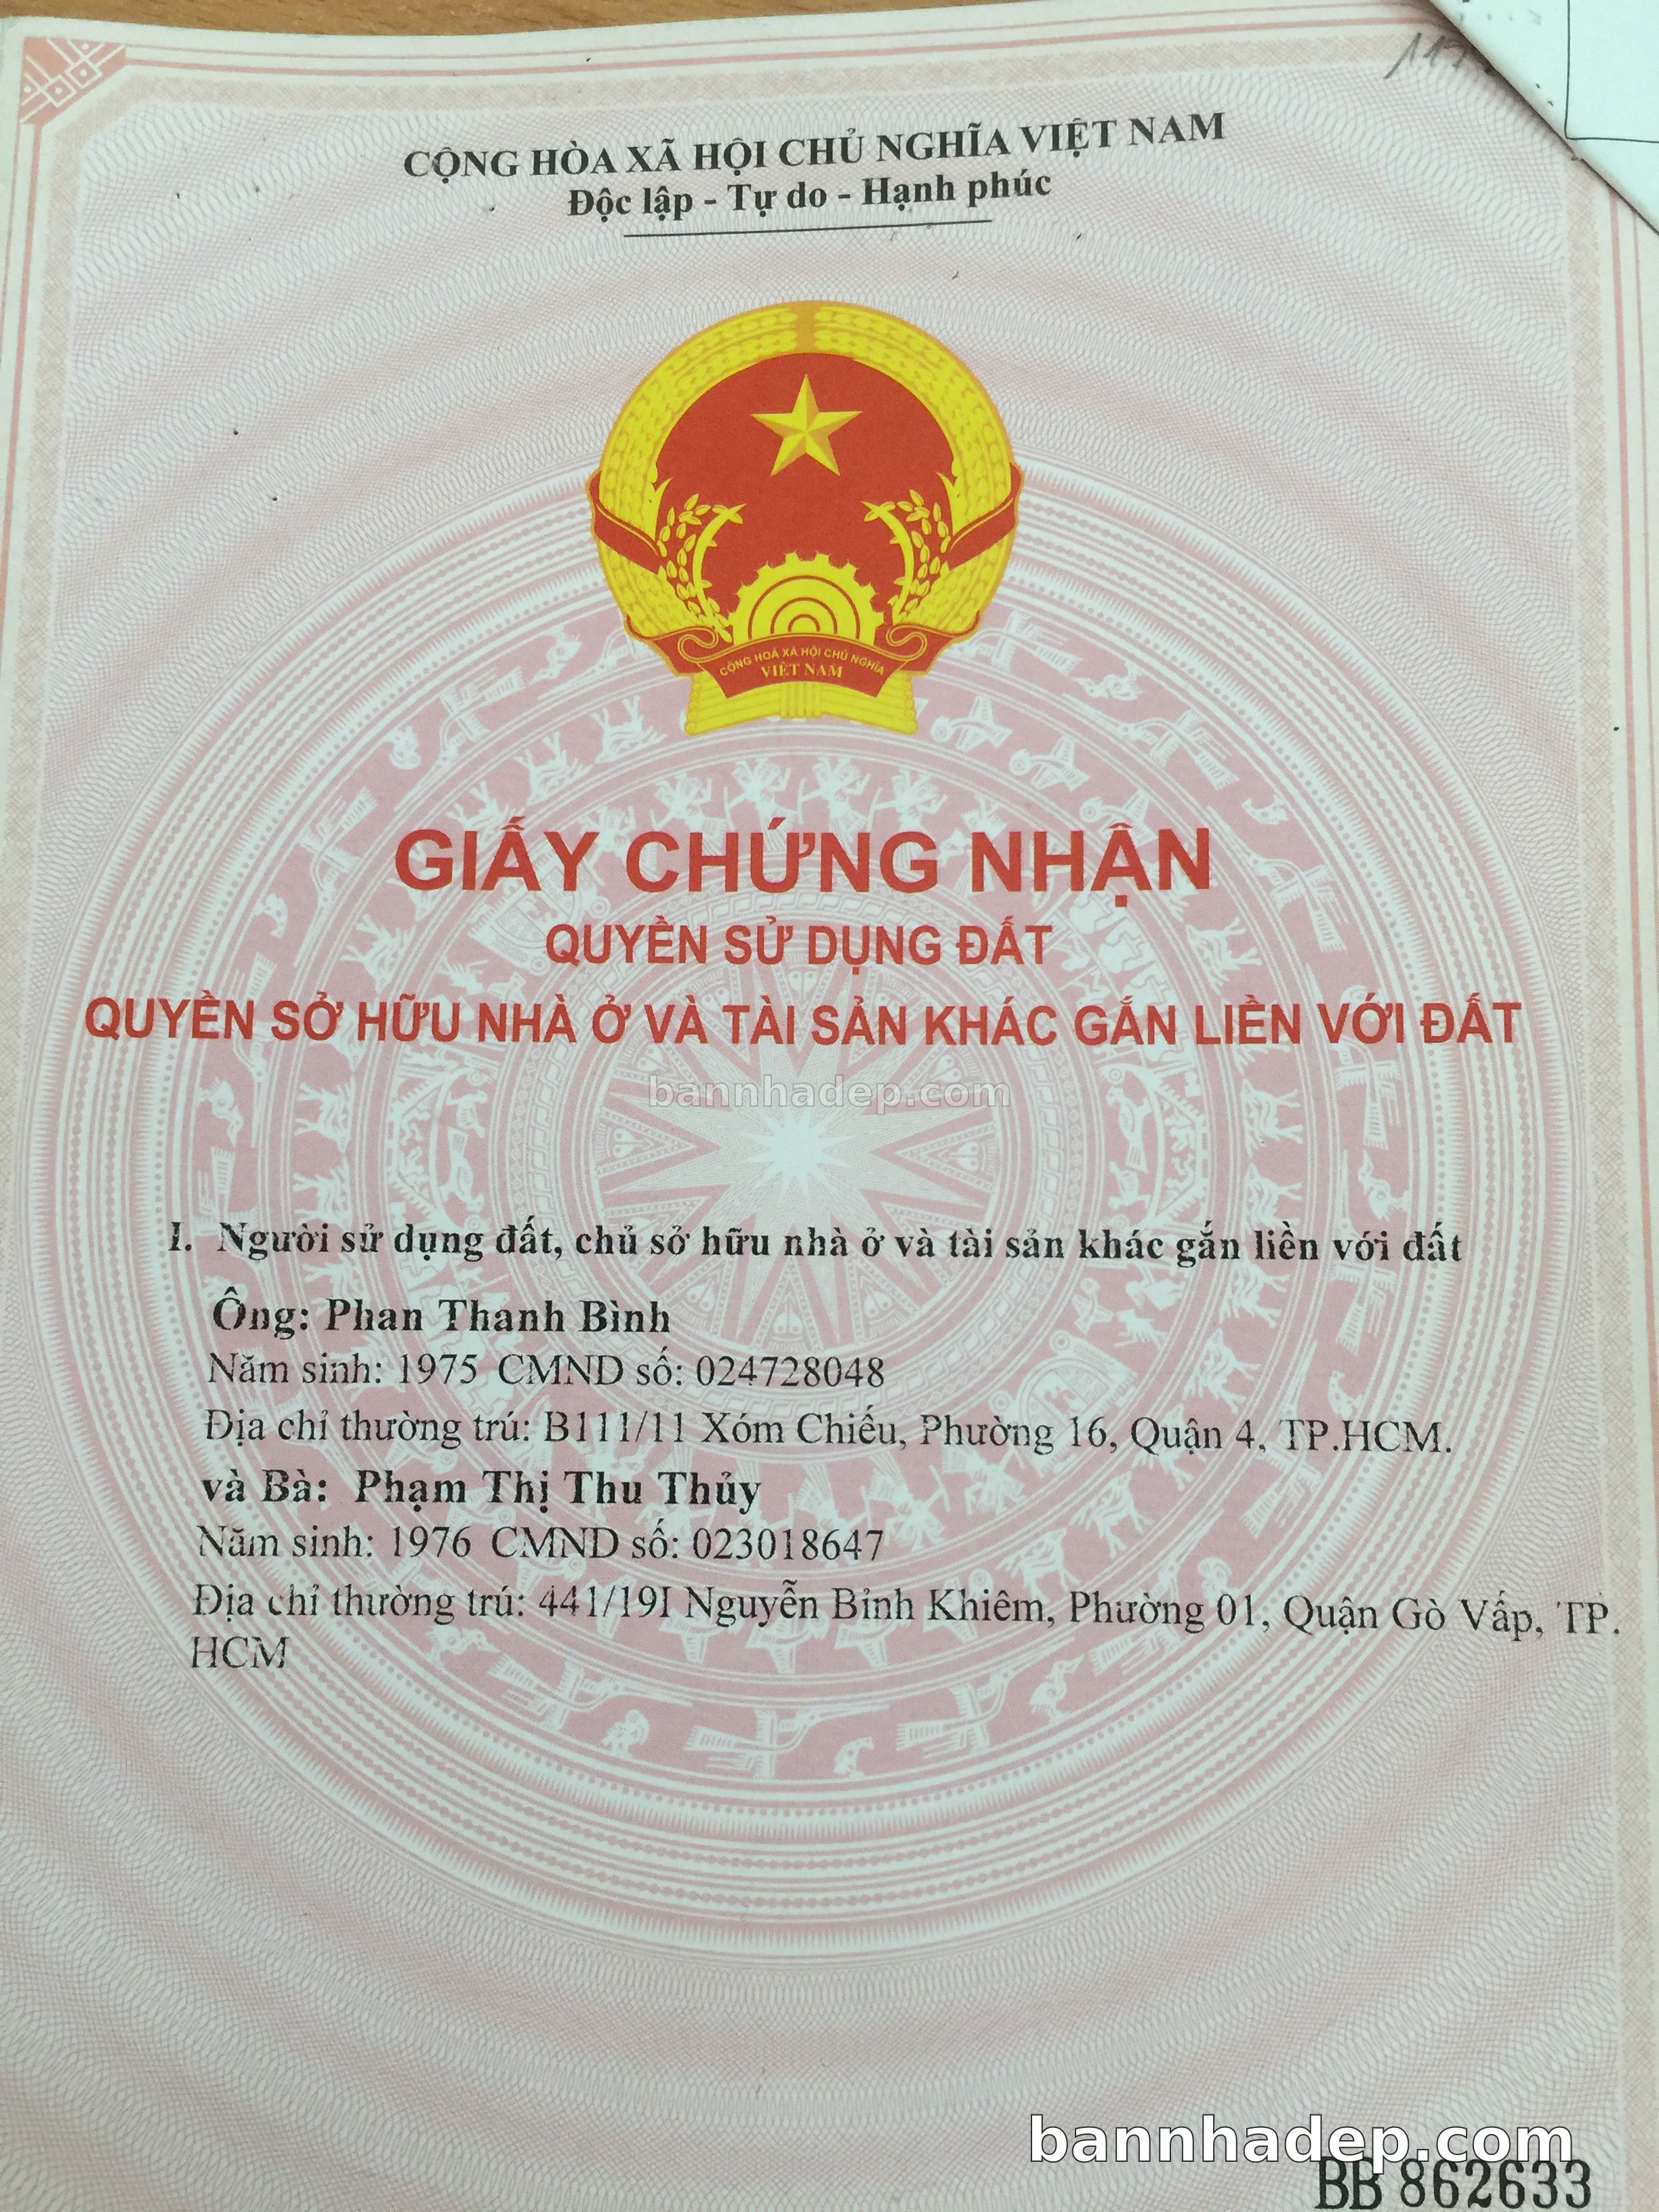 CỘNG HÒA XÃ HỘI CHỦ NGHĨA VIỆT NAM
Độc lập - Tự do - Hạnh phúc
CỘNG HOÀ XÃ HỘI CHỦ NGHĨA
VIỆT NAM
GIẤY CHỨNG NHẬN
QUYỀN SỬ DỤNG ĐẤT
QUYỀN SỞ HỮU NHÀ Ở VÀ TÀI SẢN KHÁC GẮN LIỀN VỚI ĐẤT
bannhadep.com
I. Người sử dụng đất, chủ sở hữu nhà ở và tài sản khác gắn liền với đất
Ông: Phan Thanh Bình
Năm sinh: 1975 CMND số: 024728048
Địa chỉ thường trú: B111/11 Xóm Chiếu, Phường 16, Quận 4, TP.HCM.
và Bà: Phạm Thị Thu Thủy
Năm sinh: 1976 CMND số: 023018647
Địa chỉ thường trú: 441/19I Nguyễn Bỉnh Khiêm, Phường 01, Quận Gò Vấp, TP.
HCM
bannhadep.com
BB 862633